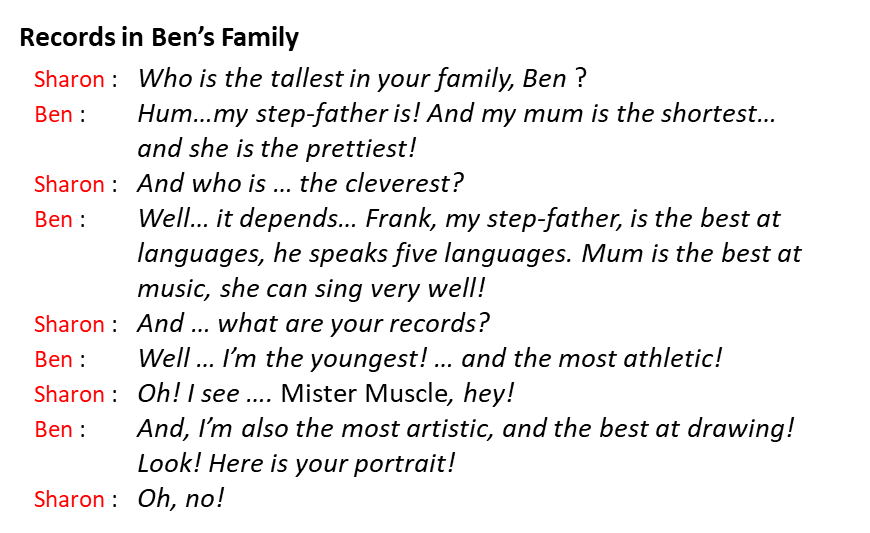 Records in Ben’s Family
Sharon : Who is the tallest in your family, Ben ?
Ben : Hum…my step-father is! And my mum is the shortest…
and she is the prettiest!
Sharon : And who is … the cleverest?
Ben : Well… it depends… Frank, my step-father, is the best at
languages, he speaks five languages. Mum is the best at
music, she can sing very well!
Sharon : And … what are your records?
Ben : Well … I’m the youngest! … and the most athletic!
Sharon : Oh! I see …. Mister Muscle, hey!
Ben : And, I’m also the most artistic, and the best at drawing!
Look! Here is your portrait!
Sharon : Oh, no!